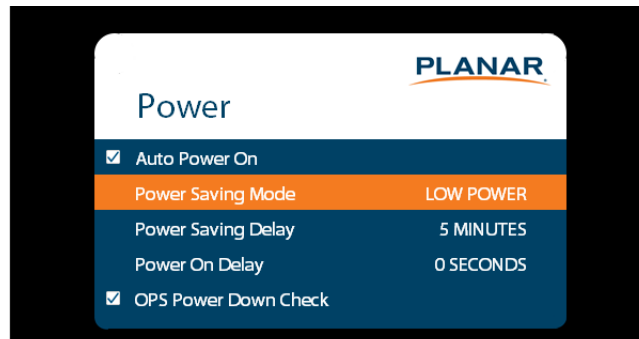 PLANAR
Power
Auto Power On
Power Saving Mode LOW POWER
Power Saving Delay 5 MINUTES
Power On Delay 0 SECONDS
OPS Power Down Check